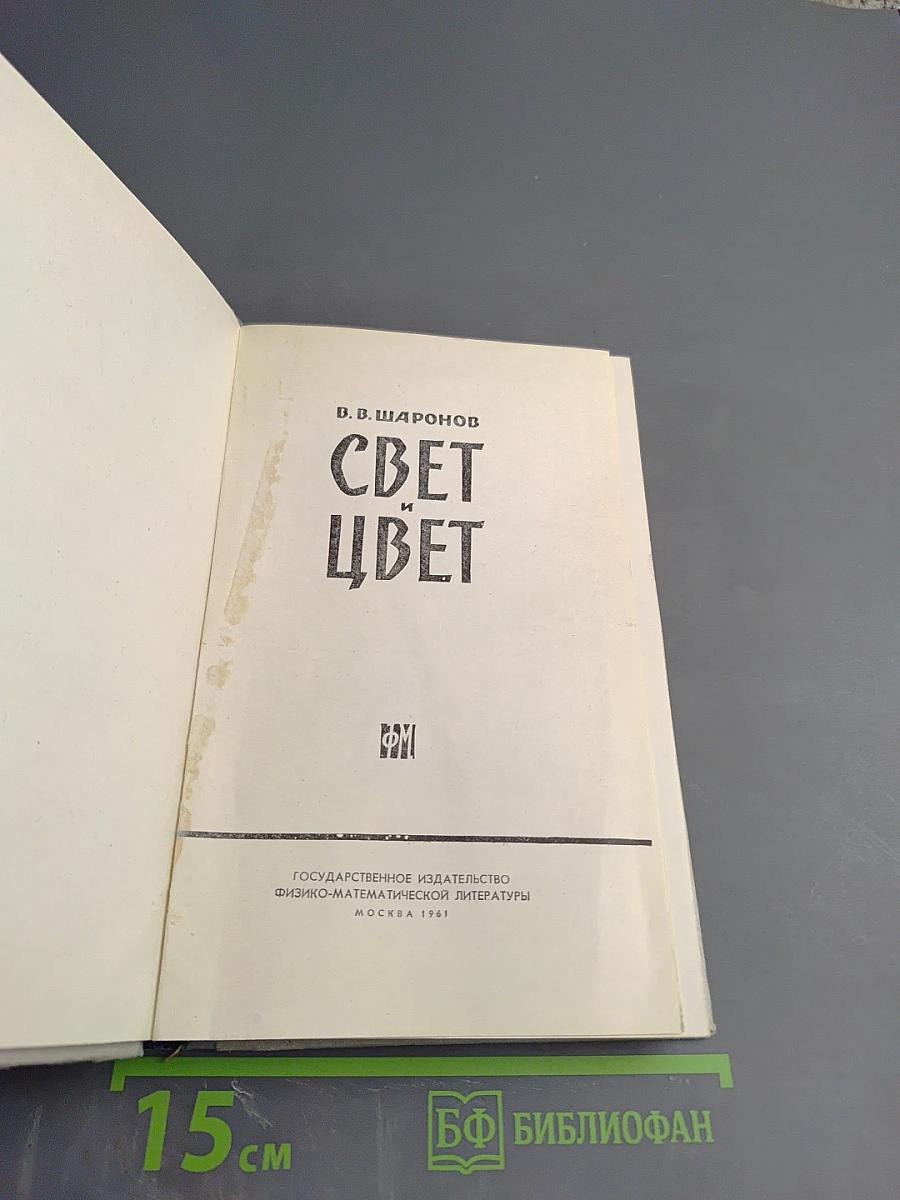 В. В. ШАРОНОВ
СВЕТ
и
ЦВЕТ
ФМ
ГОСУДАРСТВЕННОЕ ИЗДАТЕЛЬСТВО
ФИЗИКО-МАТЕМАТИЧЕСКОЙ ЛИТЕРАТУРЫ
МОСКВА 1961
15 см
БФ БИБЛИОФАН